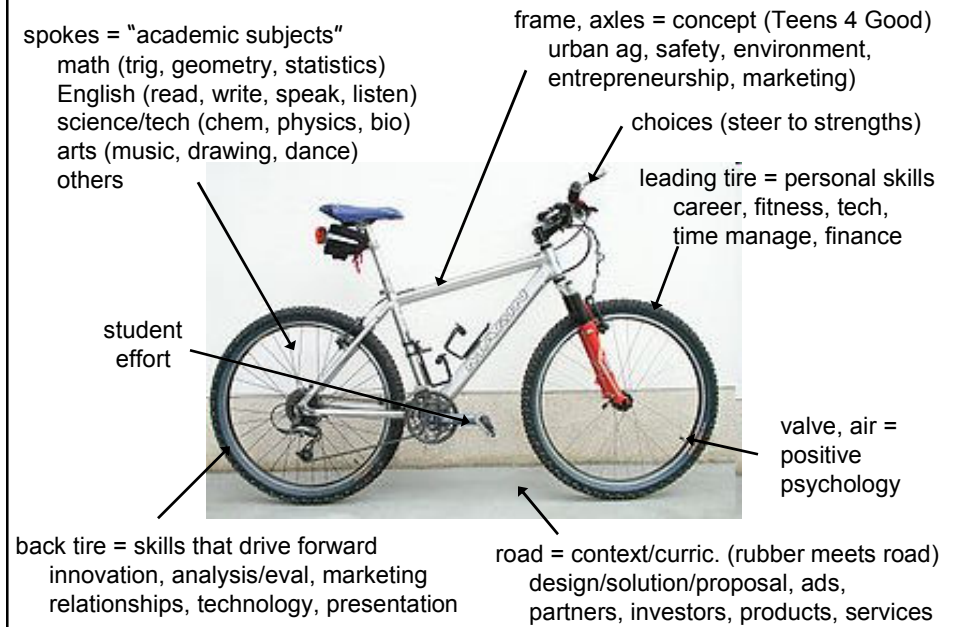 spokes = "academic subjects"
math (trig, geometry, statistics)
English (read, write, speak, listen)
science/tech (chem, physics, bio)
arts (music, drawing, dance)
others
frame, axles = concept (Teens 4 Good)
urban ag, safety, environment,
entrepreneurship, marketing)
choices (steer to strengths)
leading tire = personal skills
career, fitness, tech,
time manage, finance
student
effort
valve, air =
positive
psychology
back tire = skills that drive forward
innovation, analysis/eval, marketing
relationships, technology, presentation
road = context/curric. (rubber meets road)
design/solution/proposal, ads,
partners, investors, products, services